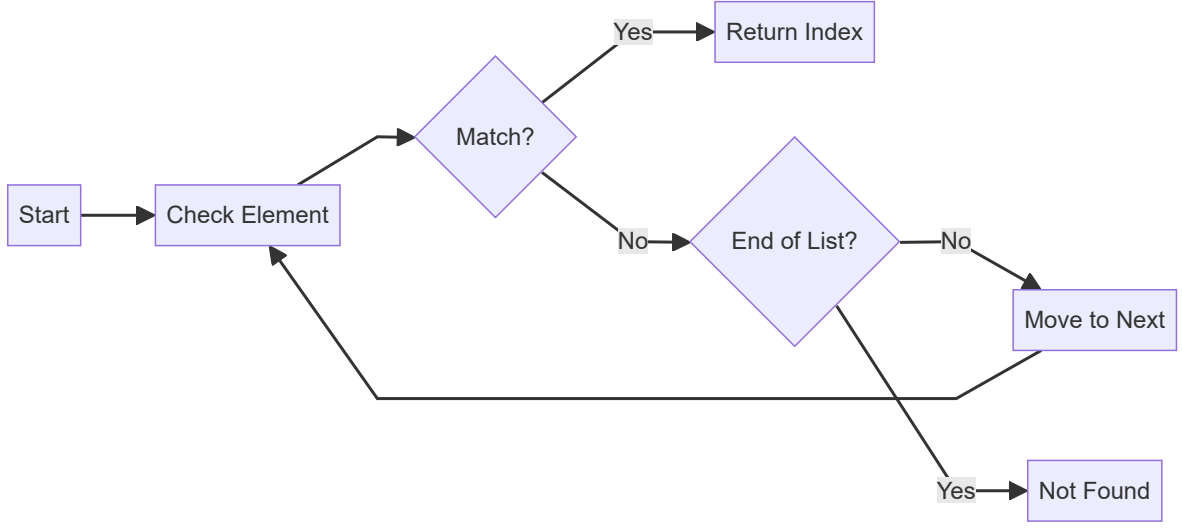 Start
Check Element
Match?
Yes
Return Index
No
End of List?
No
Move to Next
Yes
Not Found